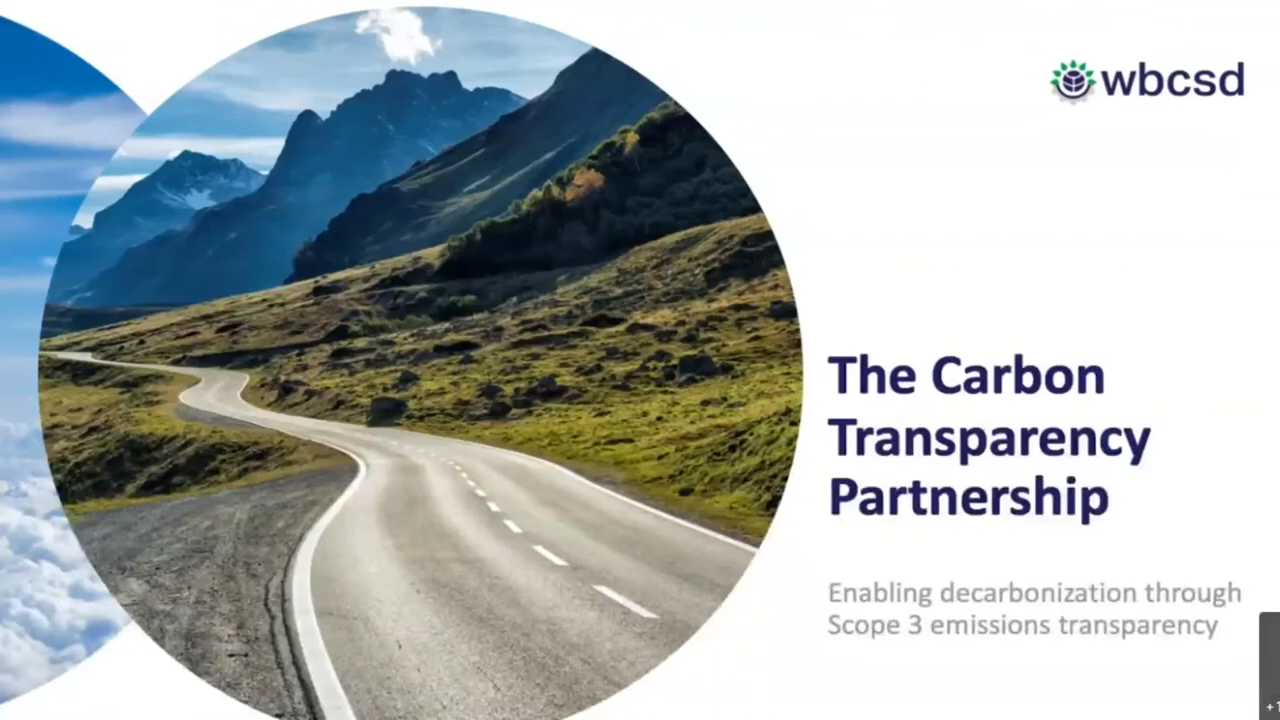 wbcsd
The Carbon
Transparency
Partnership
Enabling decarbonization through
Scope 3 emissions transparency